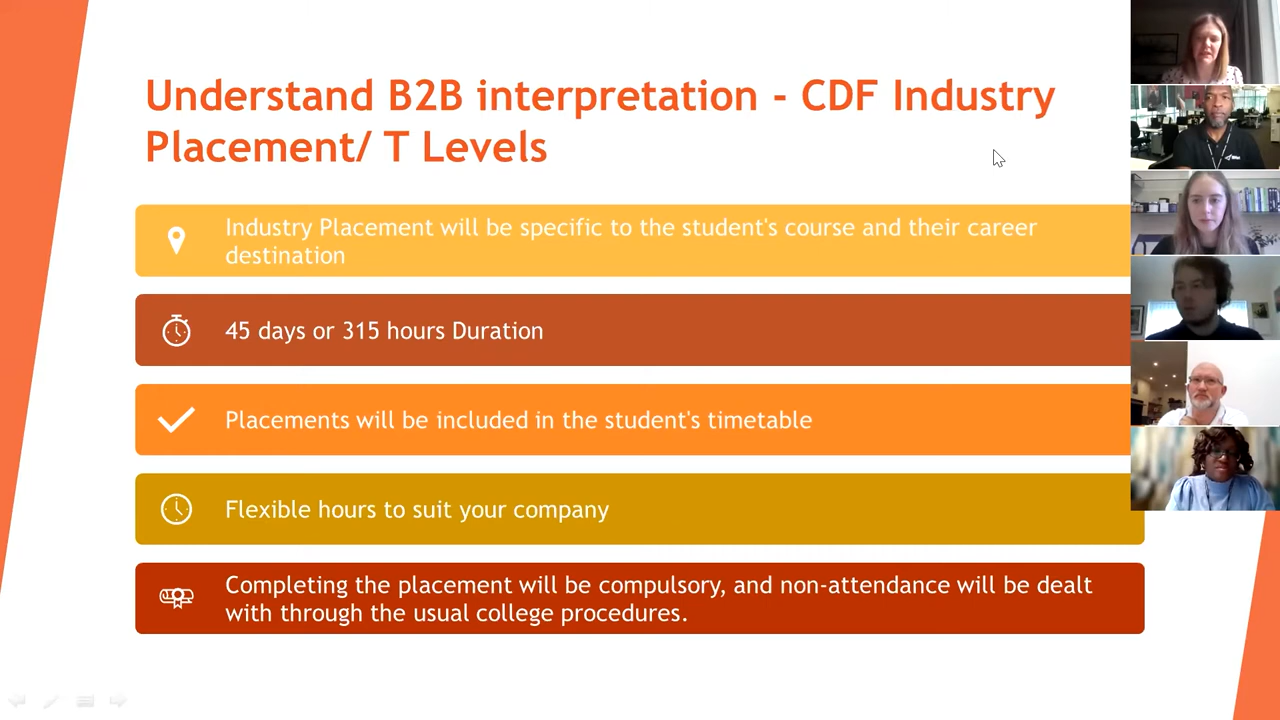 Understand B2B interpretation - CDF Industry
Placement/ T Levels
Industry Placement will be specific to the student's course and their career
destination
45 days or 315 hours Duration
Placements will be included in the student's timetable
Flexible hours to suit your company
Completing the placement will be compulsory, and non-attendance will be dealt
with through the usual college procedures.